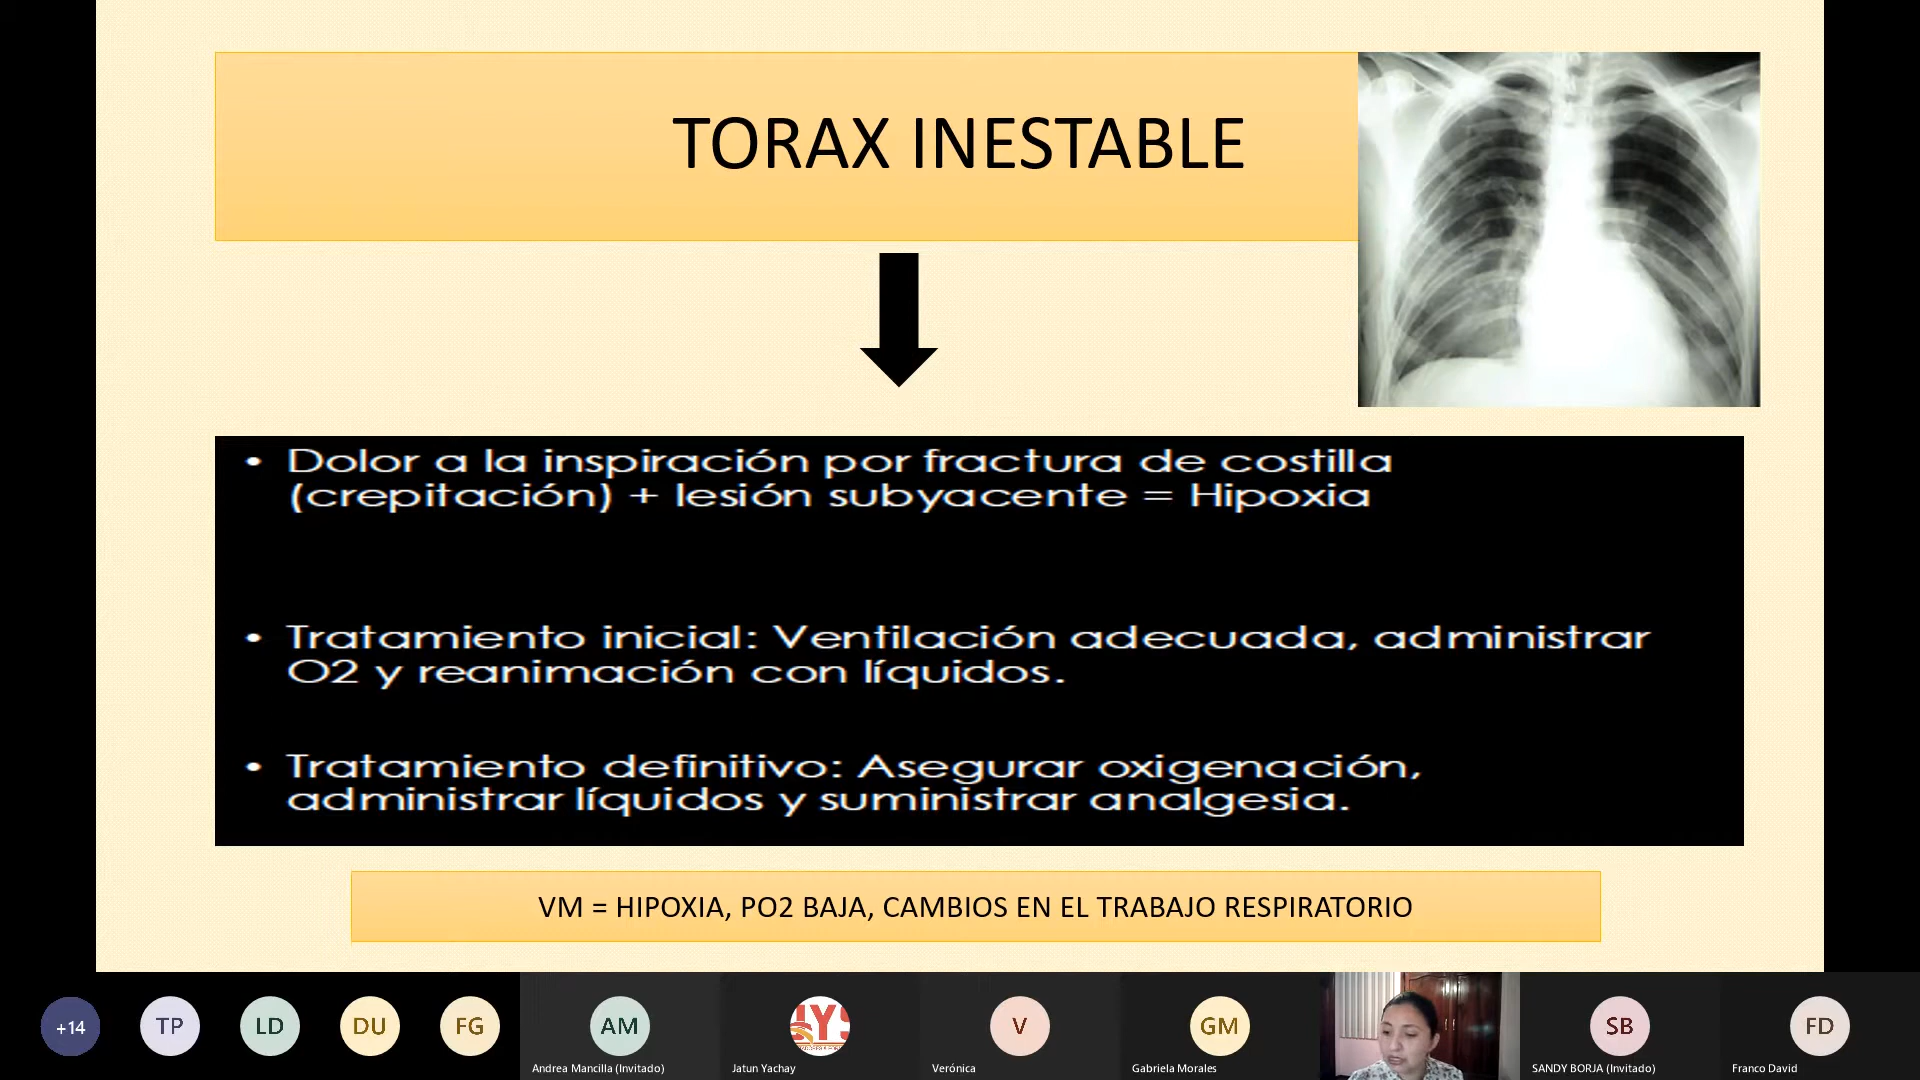 TORAX INESTABLE
• Dolor a la inspiración por fractura de costilla
(crepitación) + lesión subyacente = Hipoxia
• Tratamiento inicial: Ventilación adecuada, administrar
O2 y reanimación con líquidos.
• Tratamiento definitivo: Asegurar oxigenación,
administrar líquidos y suministrar analgesia.
VM = HIPOXIA, PO2 BAJA, CAMBIOS EN EL TRABAJO RESPIRATORIO
+14
TP
LD
DU
FG
AM
V
GM
SB
FD
Andrea Mancilla (Invitado)
Jatun Yachay
Verónica
Gabriela Morales
SANDY BORJA (Invitado)
Franco David